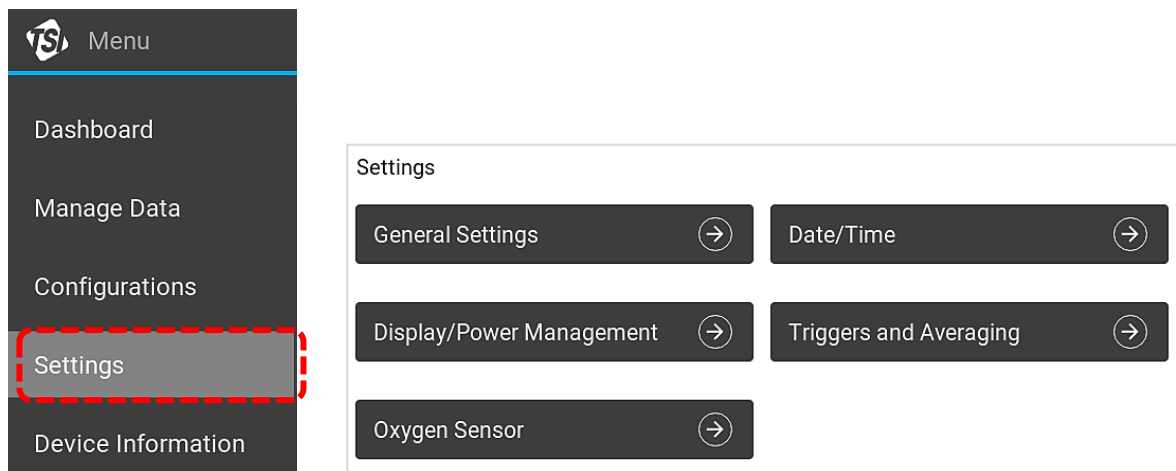 TSI Menu
Dashboard
Manage Data
Configurations
Settings
Device Information
Settings
General Settings
Date/Time
Display/Power Management
Triggers and Averaging
Oxygen Sensor